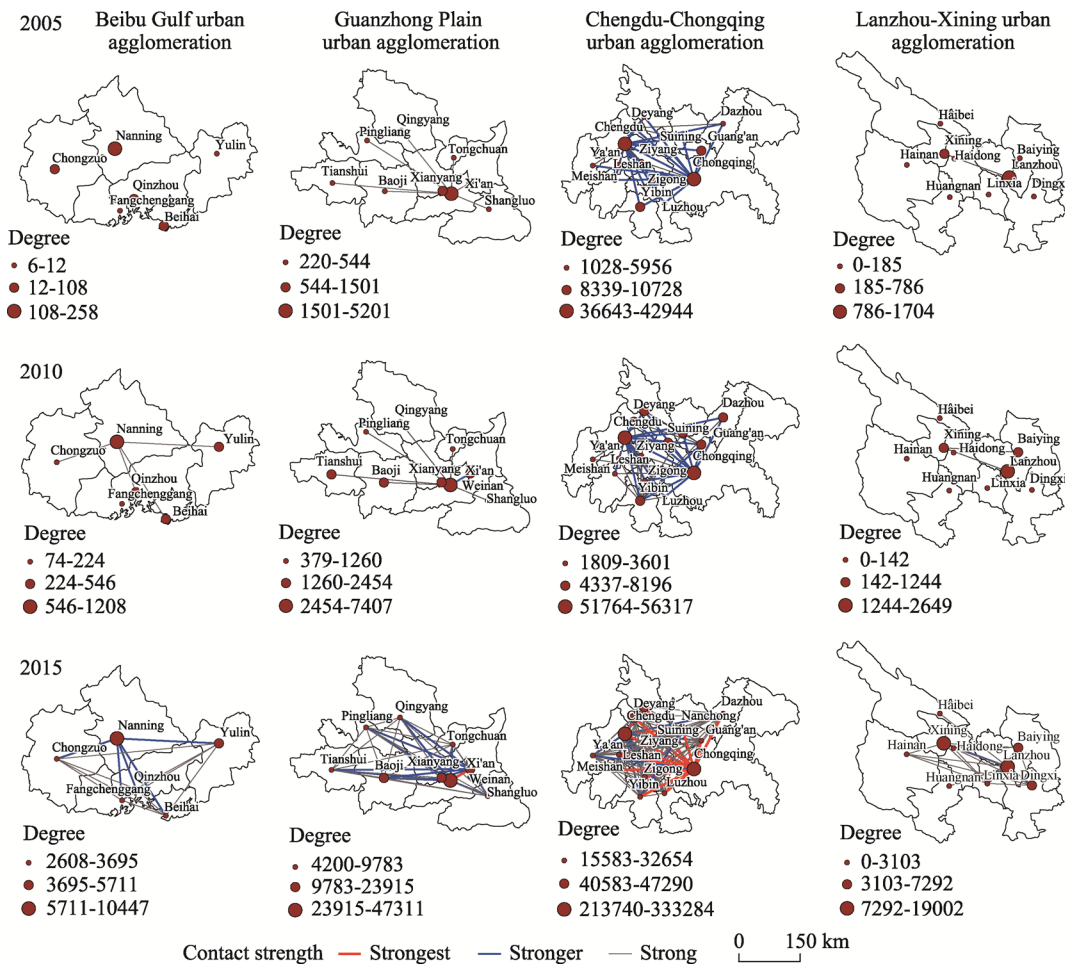 2005
Beibu Gulf urban
agglomeration
Guanzhong Plain
urban agglomeration
Chengdu-Chongqing
urban agglomeration
Lanzhou-Xining urban
agglomeration
Nanning
Yulin
Chongzuo
Qinzhou
Fangchenggang
Beihai
Degree
6-12
12-108
108-258
Qingyang
Pingliang
Tongchuan
Tianshui
Baoji
Xianyang
Xi'an
Shangluo
Degree
220-544
544-1501
1501-5201
Deyang
Dazhou
Chengdu
Suining
Guang'an
Ya'an
Ziyang
Leshan
Chongqing
Meishan
Zigong
Yibin
Luzhou
Degree
1028-5956
8339-10728
36643-42944
Hâibei
Xining
Baiying
Hainan
Haidong
Lanzhou
Huangnan
Linxia
Dingxi
Degree
0-185
185-786
786-1704
2010
Nanning
Yulin
Chongzuo
Qinzhou
Fangchenggang
Beihai
Degree
74-224
224-546
546-1208
Qingyang
Pingliang
Tongchuan
Tianshui
Baoji
Xianyang
Xi'an
Weinan
Shangluo
Degree
379-1260
1260-2454
2454-7407
Deyang
Dazhou
Chengdu
Suining
Guang'an
Ya'an
Ziyang
Leshan
Chongqing
Meishan
Zigong
Yibin
Luzhou
Degree
1809-3601
4337-8196
51764-56317
Hâibei
Xining
Baiying
Hainan
Hâidong
Lanzhou
Huangnan
Linxia
Dingxi
Degree
0-142
142-1244
1244-2649
2015
Nanning
Yulin
Chongzuo
Qinzhou
Fangchenggang
Beihai
Degree
2608-3695
3695-5711
5711-10447
Qingyang
Pingliang
Tongchuan
Tianshui
Baoji
Xianyang
Xi'an
Weinan
Shangluo
Degree
4200-9783
9783-23915
23915-47311
Deyang
Dazhou
Chengdu
Nanchong
Suining
Guang'an
Ya'an
Ziyang
Leshan
Chongqing
Meishan
Zigong
Yibin
Luzhou
Degree
15583-32654
40583-47290
213740-333284
Hâibei
Xining
Baiying
Hainan
Haidong
Lanzhou
Huangnan
Linxia
Dingxi
Degree
0-3103
3103-7292
7292-19002
Contact strength Strongest Stronger Strong
0 150 km